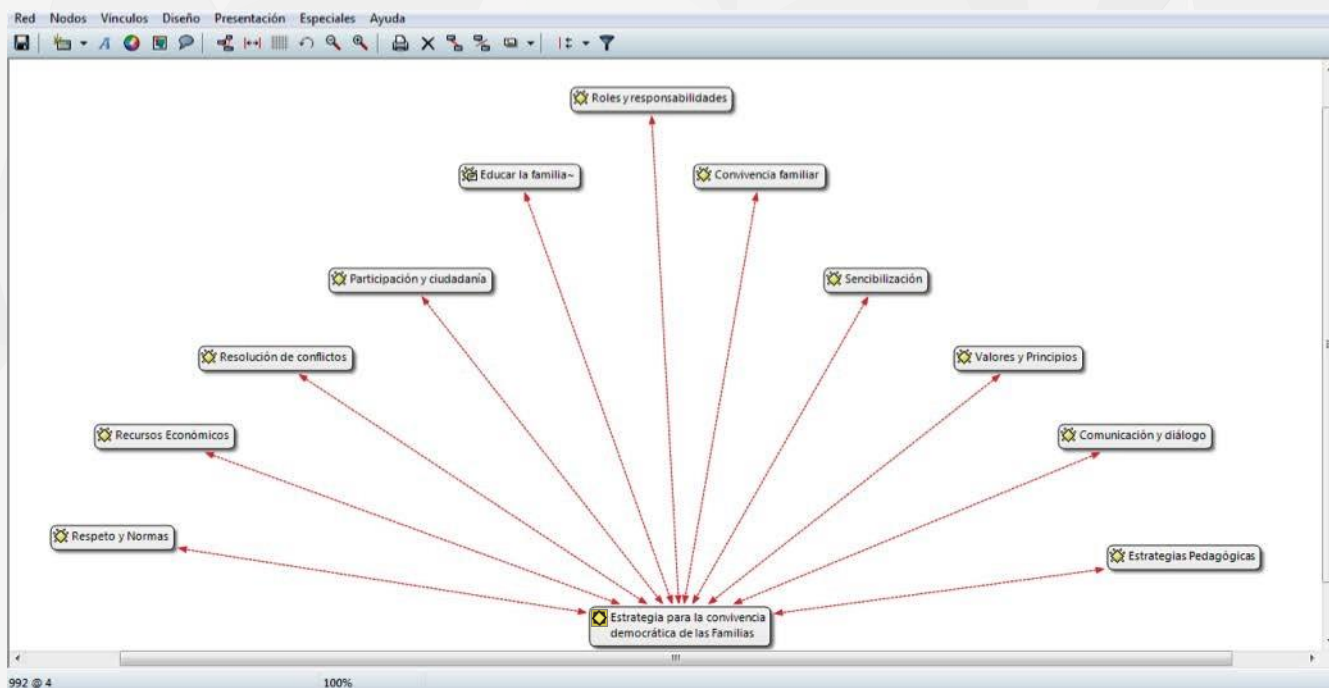 Red Nodos Vínculos Diseño Presentación Especiales Ayuda
Roles y responsabilidades
Educar la familia~
Convivencia familiar
Participación y ciudadanía
Sencibilización
Resolución de conflictos
Valores y Principios
Recursos Económicos
Comunicación y diálogo
Respeto y Normas
Estrategias Pedagógicas
Estrategia para la convivencia
democrática de las Familias
992 @ 4
100%